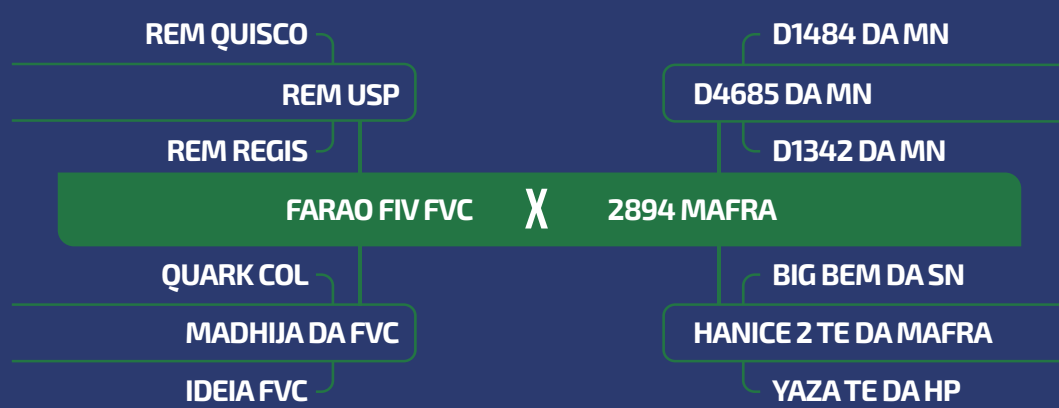 REM QUISCO
D1484 DA MN
REM USP
D4685 DA MN
REM REGIS
D1342 DA MN
FARAO FIV FVC X 2894 MAFRA
QUARK COL
BIG BEM DA SN
MADHIJA DA FVC
HANICE 2 TE DA MAFRA
IDEIA FVC
YAZA TE DA HP